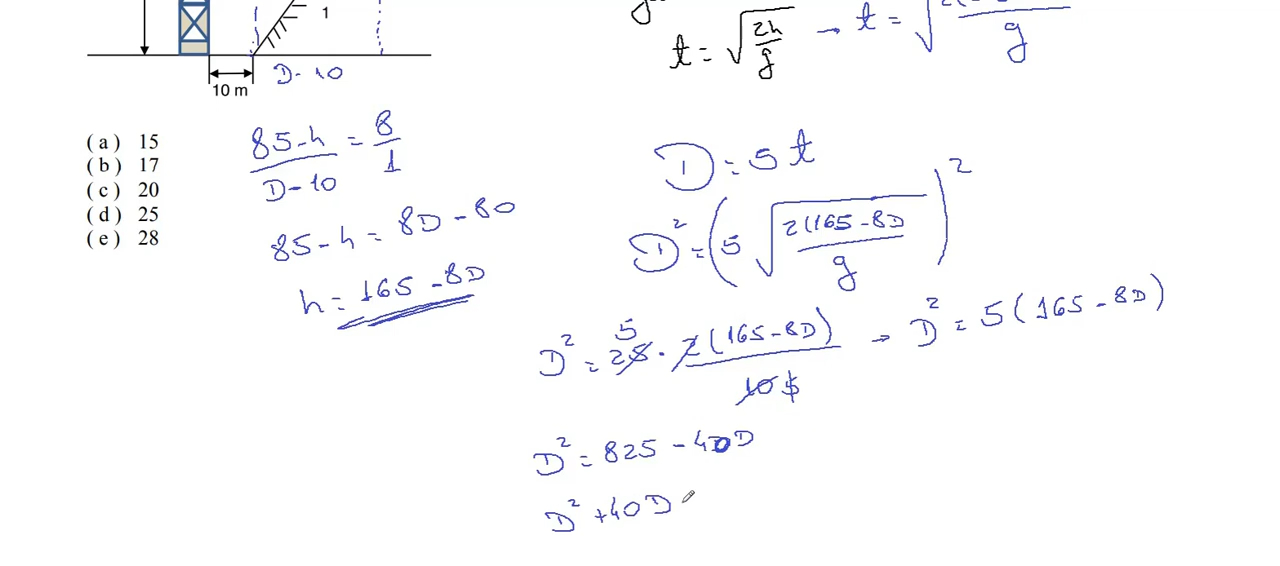 1
D - 10
10 m
t = √(2h/g) → t =
g
(a) 15
(b) 17
(c) 20
(d) 25
(e) 28
85-h / D-10 = 8/1
85-h = 8D - 80
h = 165 - 8D
D = 5t
D² = (5 √(2(165-8D / g))²
D² = 25 · 2(165-8D) / 10 5 → D² = 5(165-8D)
D² = 825 - 40D
D² + 40D